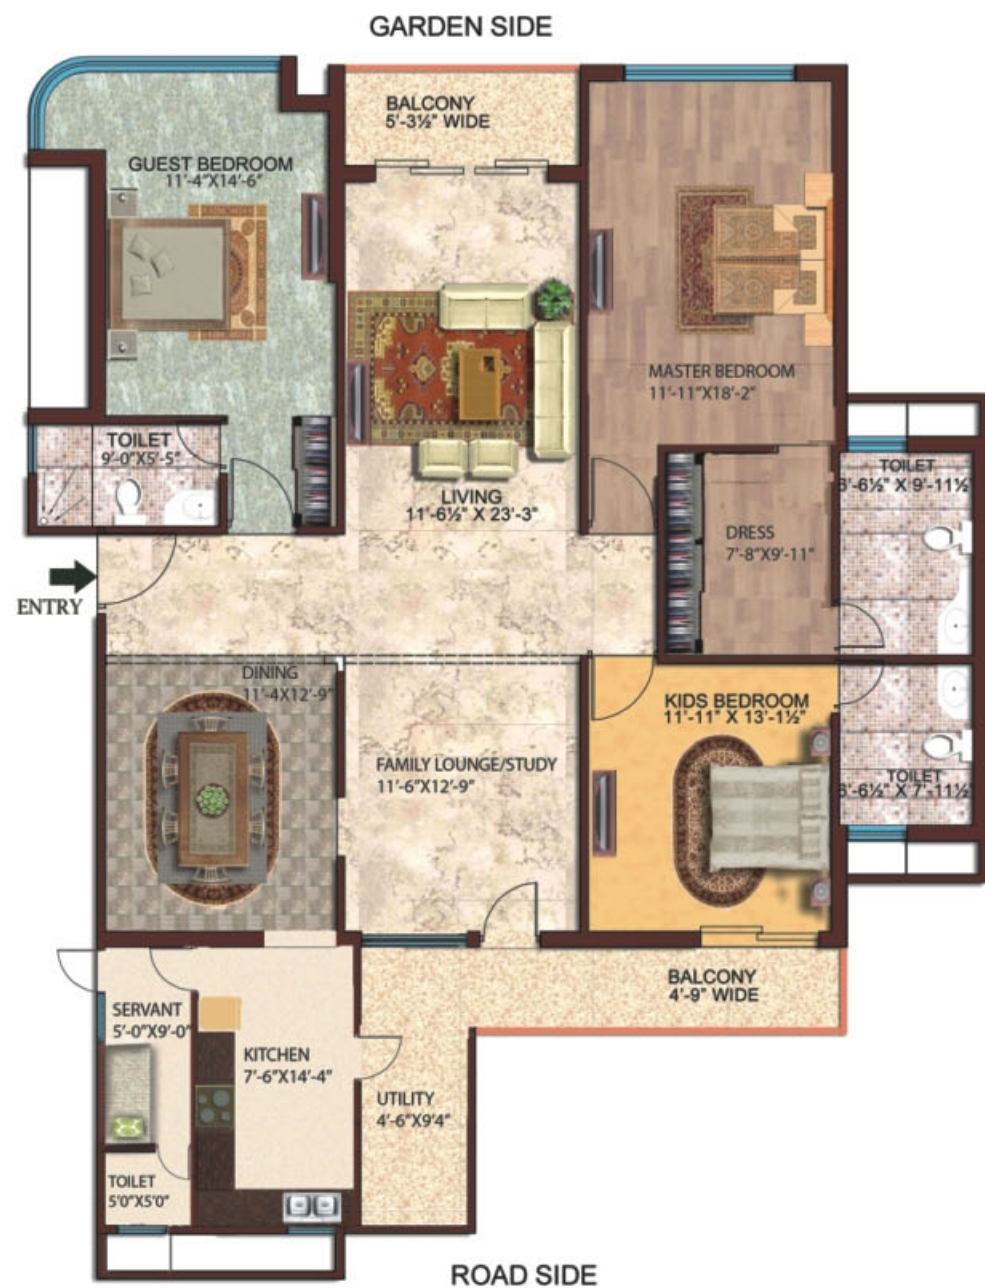 GARDEN SIDE
BALCONY
5'-3½" WIDE
GUEST BEDROOM
11'-4"X14'-6"
MASTER BEDROOM
11'-11"X18'-2"
TOILET
9'-0"X5'-5"
LIVING
11'-6½" X 23'-3"
TOILET
6'-6½" X 9'-11½"
DRESS
7'-8"X9'-11"
ENTRY
DINING
11'-4X12'-9"
KIDS BEDROOM
11'-11" X 13'-1½"
FAMILY LOUNGE/STUDY
11'-6"X12'-9"
TOILET
6'-6½" X 7'-11½"
BALCONY
4'-9" WIDE
SERVANT
5'-0"X9'-0"
KITCHEN
7'-6"X14'-4"
UTILITY
4'-6"X9'4"
TOILET
5'0"X5'0"
ROAD SIDE